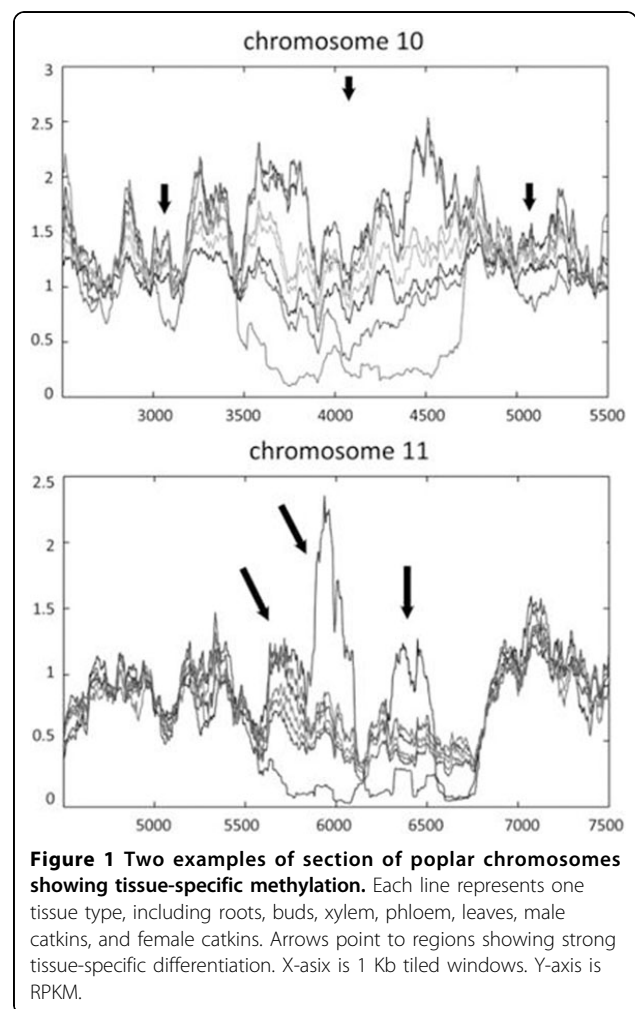 chromosome 10
3
2.5
2
1.5
1
0.5
0
3000 3500 4000 4500 5000 5500
chromosome 11
2.5
2
1.5
1
0.5
0
5000 5500 6000 6500 7000 7500
Figure 1 Two examples of section of poplar chromosomes
showing tissue-specific methylation. Each line represents one
tissue type, including roots, buds, xylem, phloem, leaves, male
catkins, and female catkins. Arrows point to regions showing strong
tissue-specific differentiation. X-asix is 1 Kb tiled windows. Y-axis is
RPKM.